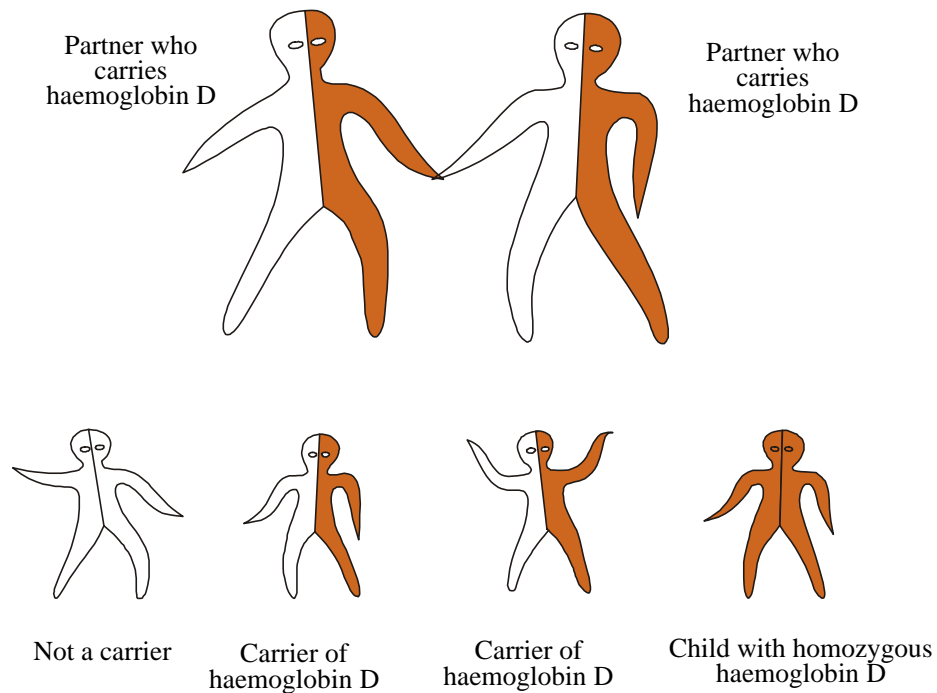 Partner who
carries
haemoglobin D
Partner who
carries
haemoglobin D
Not a carrier
Carrier of
haemoglobin D
Carrier of
haemoglobin D
Child with homozygous
haemoglobin D